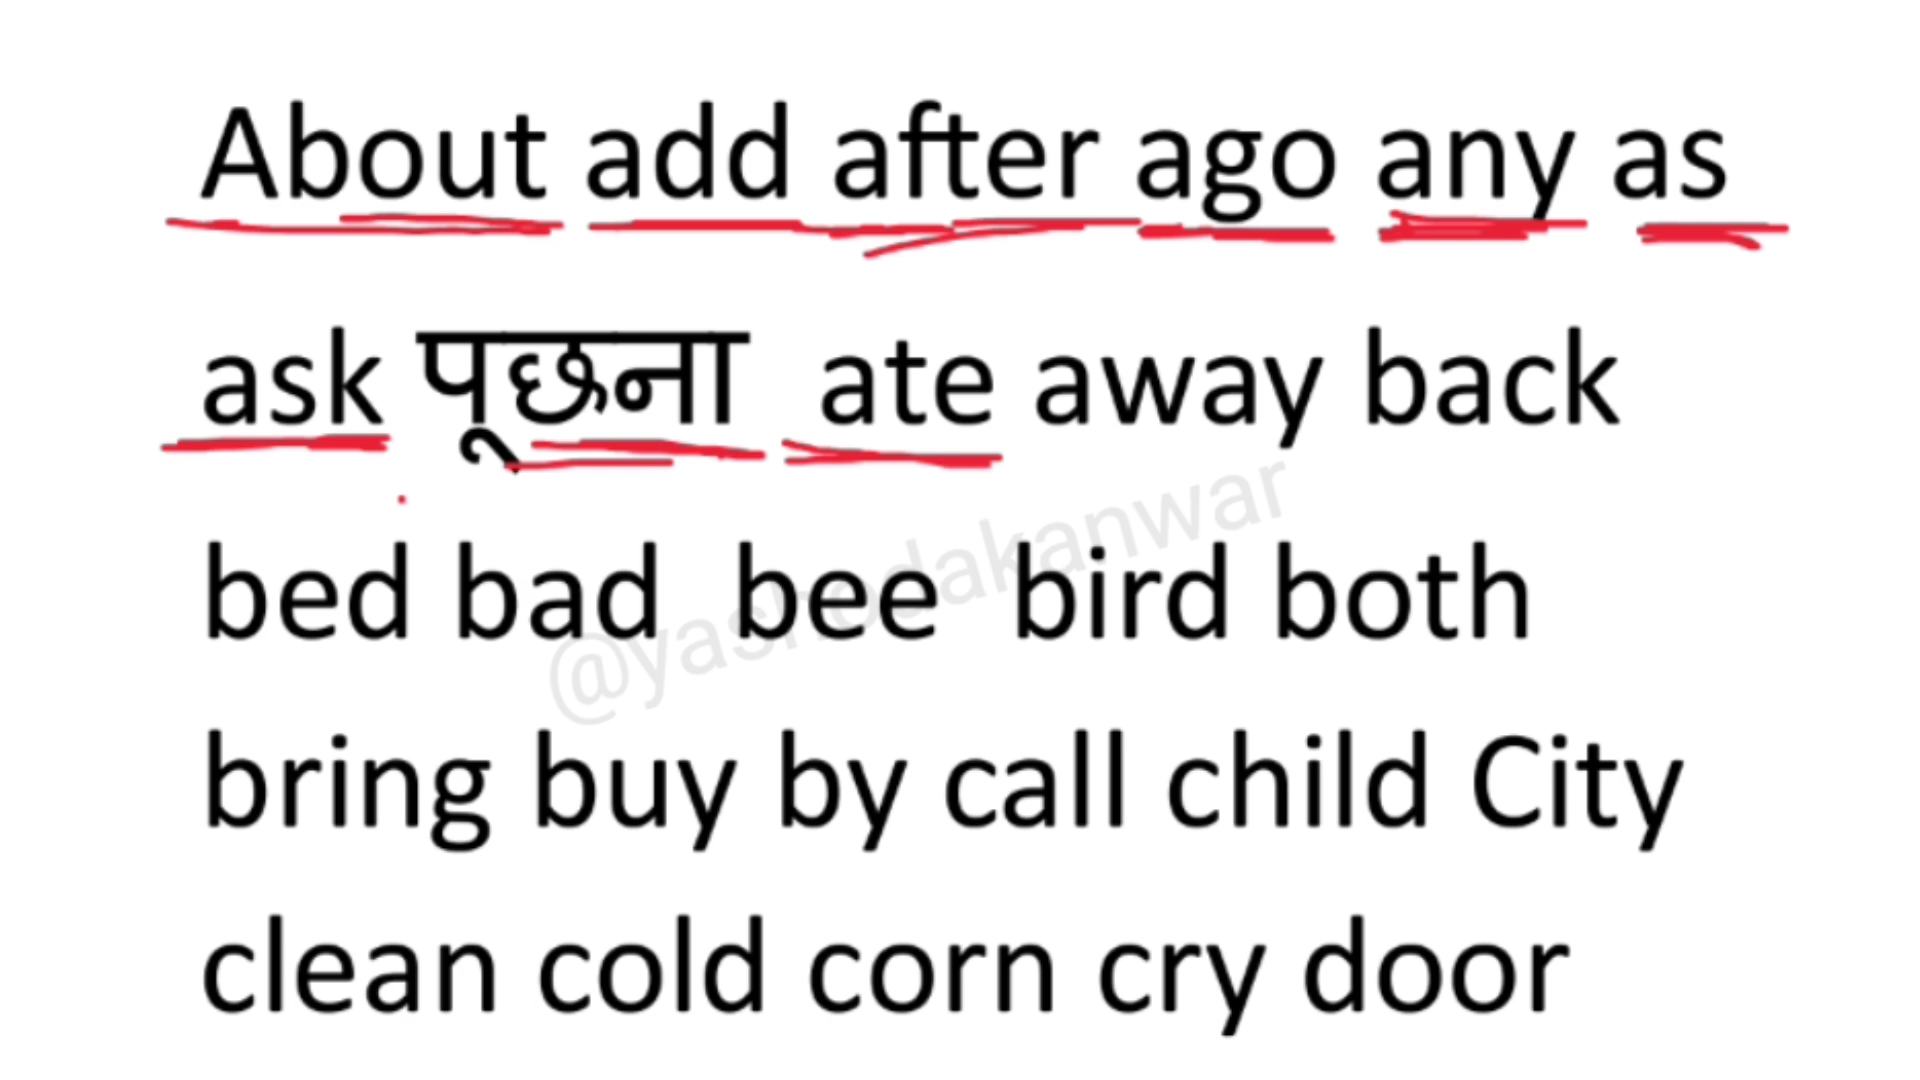 About add after ago any as
ask पूछना ate away back
bed bad bee bird both
@yashodakanwar
bring buy by call child City
clean cold corn cry door